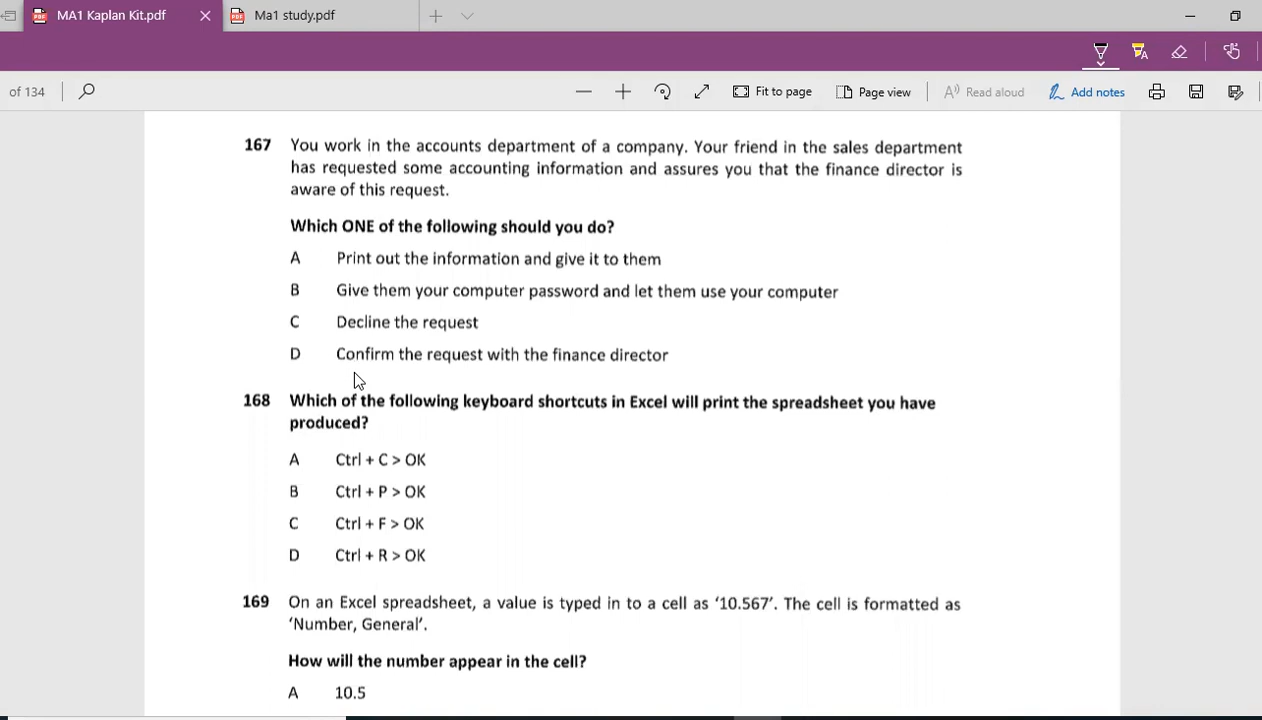 MA1 Kaplan Kit.pdf
Ma1 study.pdf
of 134
Fit to page
Page view
Read aloud
Add notes
167 You work in the accounts department of a company. Your friend in the sales department
has requested some accounting information and assures you that the finance director is
aware of this request.
Which ONE of the following should you do?
A Print out the information and give it to them
B Give them your computer password and let them use your computer
C Decline the request
D Confirm the request with the finance director
168 Which of the following keyboard shortcuts in Excel will print the spreadsheet you have
produced?
A Ctrl + C > OK
B Ctrl + P > OK
C Ctrl + F > OK
D Ctrl + R > OK
169 On an Excel spreadsheet, a value is typed in to a cell as ‘10.567’. The cell is formatted as
‘Number, General’.
How will the number appear in the cell?
A 10.5